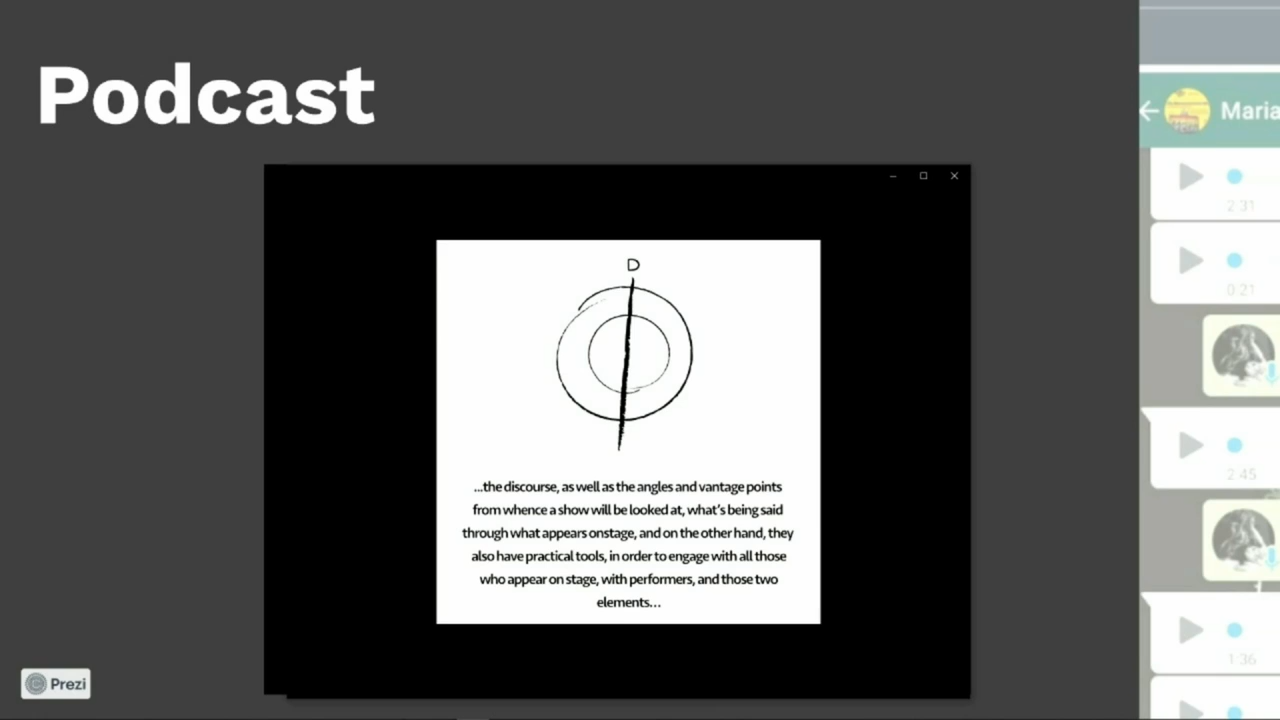 Podcast
Maria
2:31
0:21
D
2:45
...the discourse, as well as the angles and vantage points
from whence a show will be looked at, what's being said
through what appears onstage, and on the other hand, they
also have practical tools, in order to engage with all those
who appear on stage, with performers, and those two
elements...
1:36
Prezi